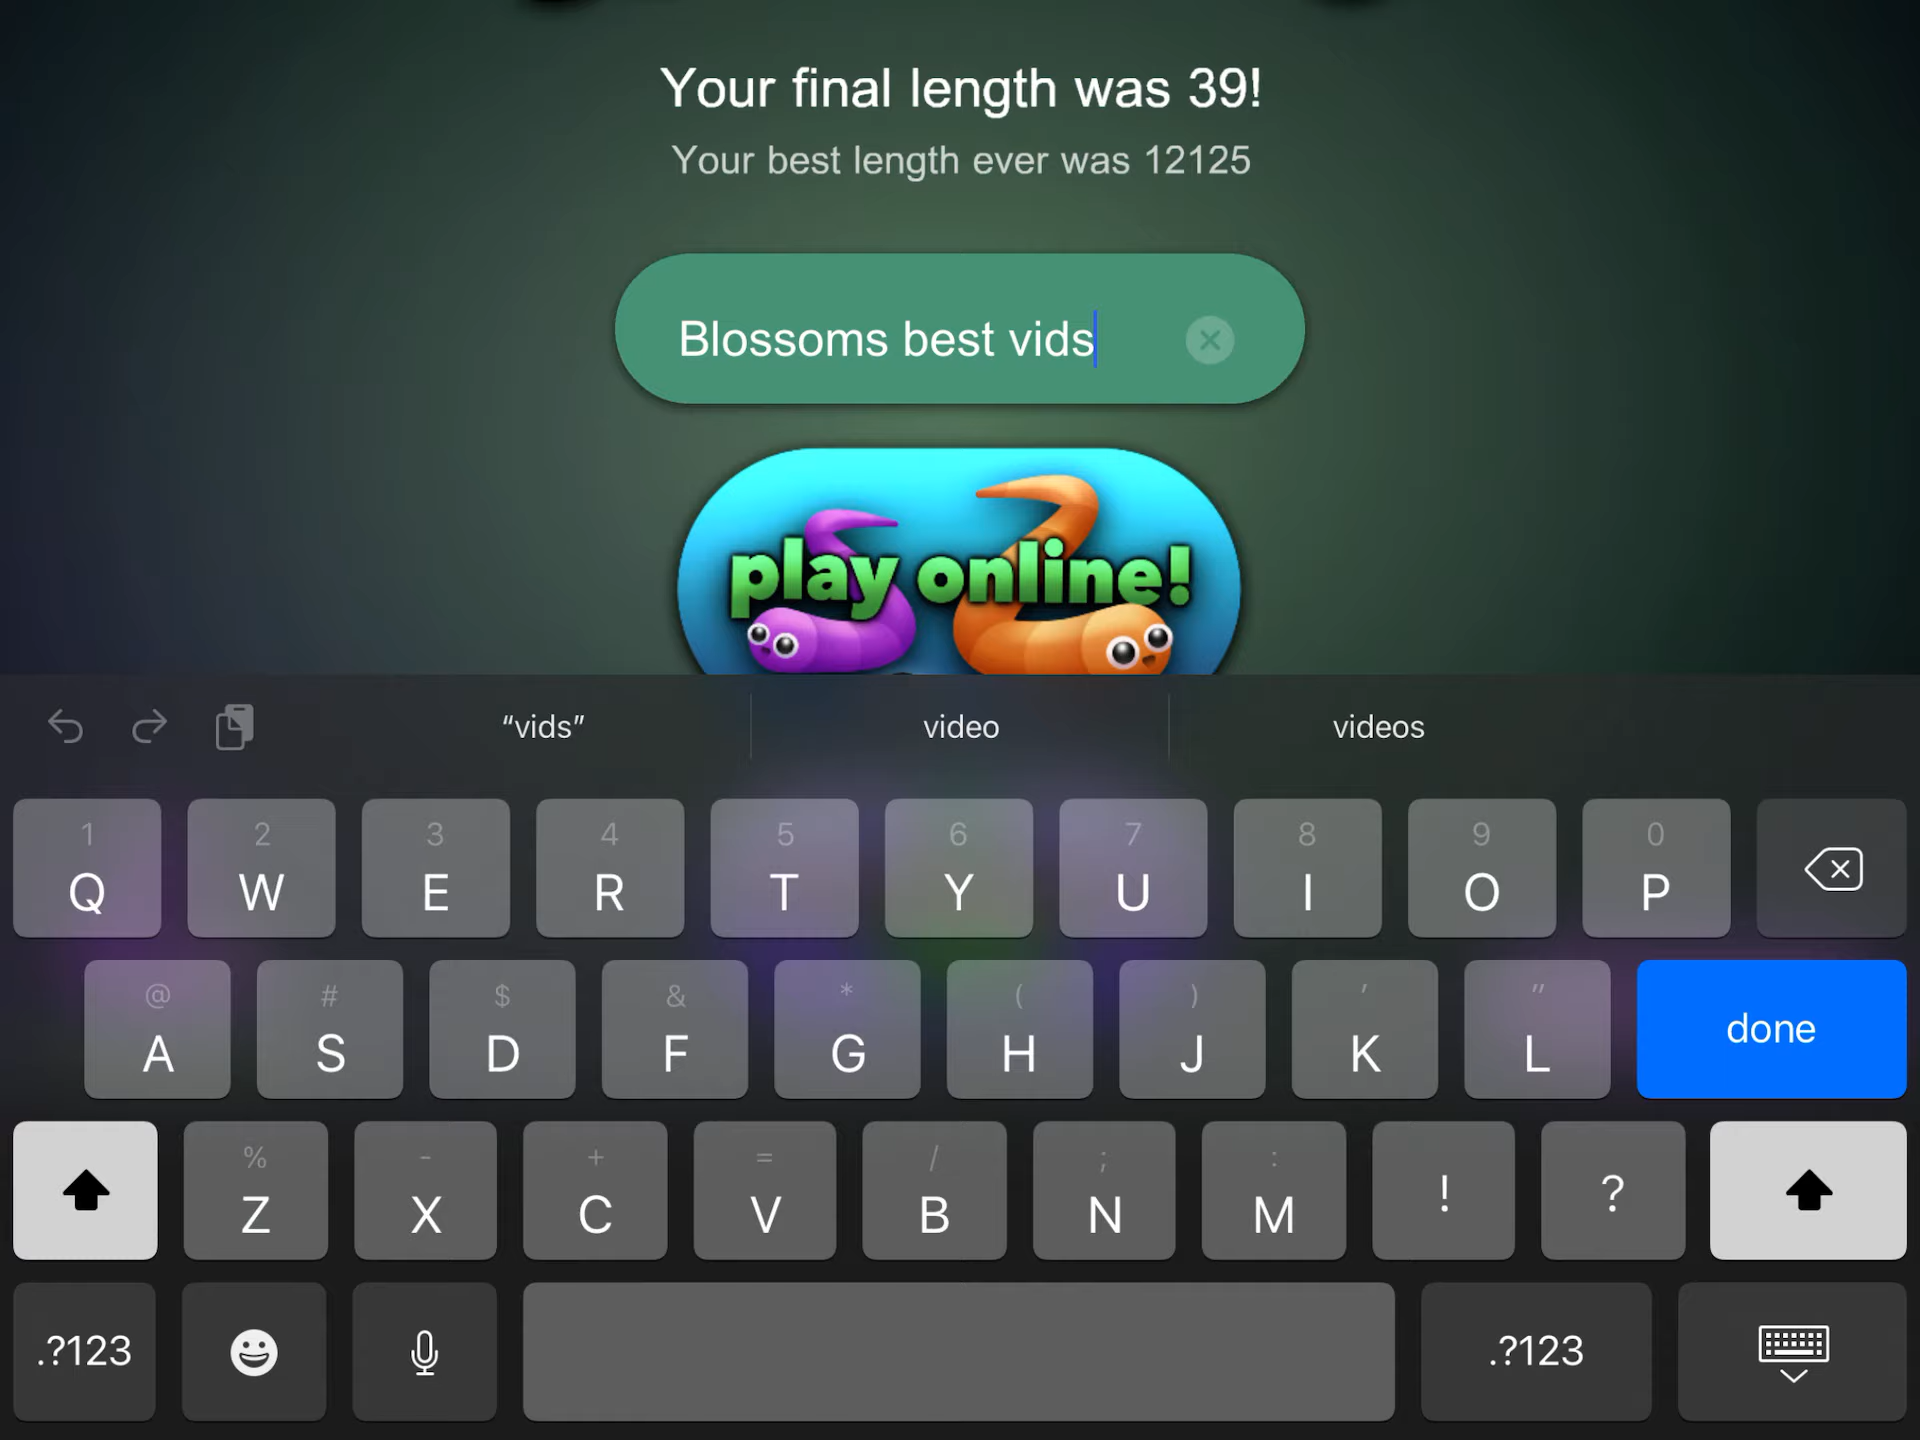 Your final length was 39!
Your best length ever was 12125
Blossoms best vids
play online!
“vids” video videos
1 2 3 4 5 6 7 8 9 0
Q W E R T Y U I O P
@ # $ & * ( ) ' "
A S D F G H J K L done
% - + = / ; :
Z X C V B N M ! ?
.?123 .?123